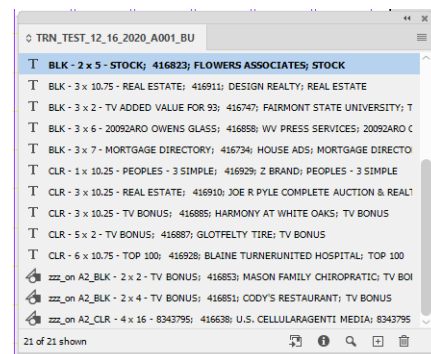 TRN_TEST_12_16_2020_A001_BU
BLK - 2 x 5 - STOCK; 416823; FLOWERS ASSOCIATES; STOCK
BLK - 3 x 10.75 - REAL ESTATE; 416911; DESIGN REALTY; REAL ESTATE
BLK - 3 x 2 - TV ADDED VALUE FOR 93; 416747; FAIRMONT STATE UNIVERSITY; T
BLK - 3 x 6 - 20092ARO OWENS GLASS; 416858; WV PRESS SERVICES; 20092ARO C
BLK - 3 x 7 - MORTGAGE DIRECTORY; 416734; HOUSE ADS; MORTGAGE DIRECTO
CLR - 1 x 10.25 - PEOPLES - 3 SIMPLE; 416929; Z BRAND; PEOPLES - 3 SIMPLE
CLR - 3 x 10.25 - REAL ESTATE; 416910; JOE R PYLE COMPLETE AUCTION & REALT
CLR - 3 x 10.25 - TV BONUS; 416885; HARMONY AT WHITE OAKS; TV BONUS
CLR - 5 x 2 - TV BONUS; 416887; GLOTFELTY TIRE; TV BONUS
CLR - 6 x 10.75 - TOP 100; 416928; BLAINE TURNERUNITED HOSPITAL; TOP 100
zzz_on A2_BLK - 2 x 2 - TV BONUS; 416853; MASON FAMILY CHIROPRATIC; TV BOI
zzz_on A2_BLK - 2 x 4 - TV BONUS; 416851; CODY'S RESTAURANT; TV BONUS
zzz_on A2_CLR - 4 x 16 - 8343795; 416638; U.S. CELLULARAGENTI MEDIA; 8343795
21 of 21 shown